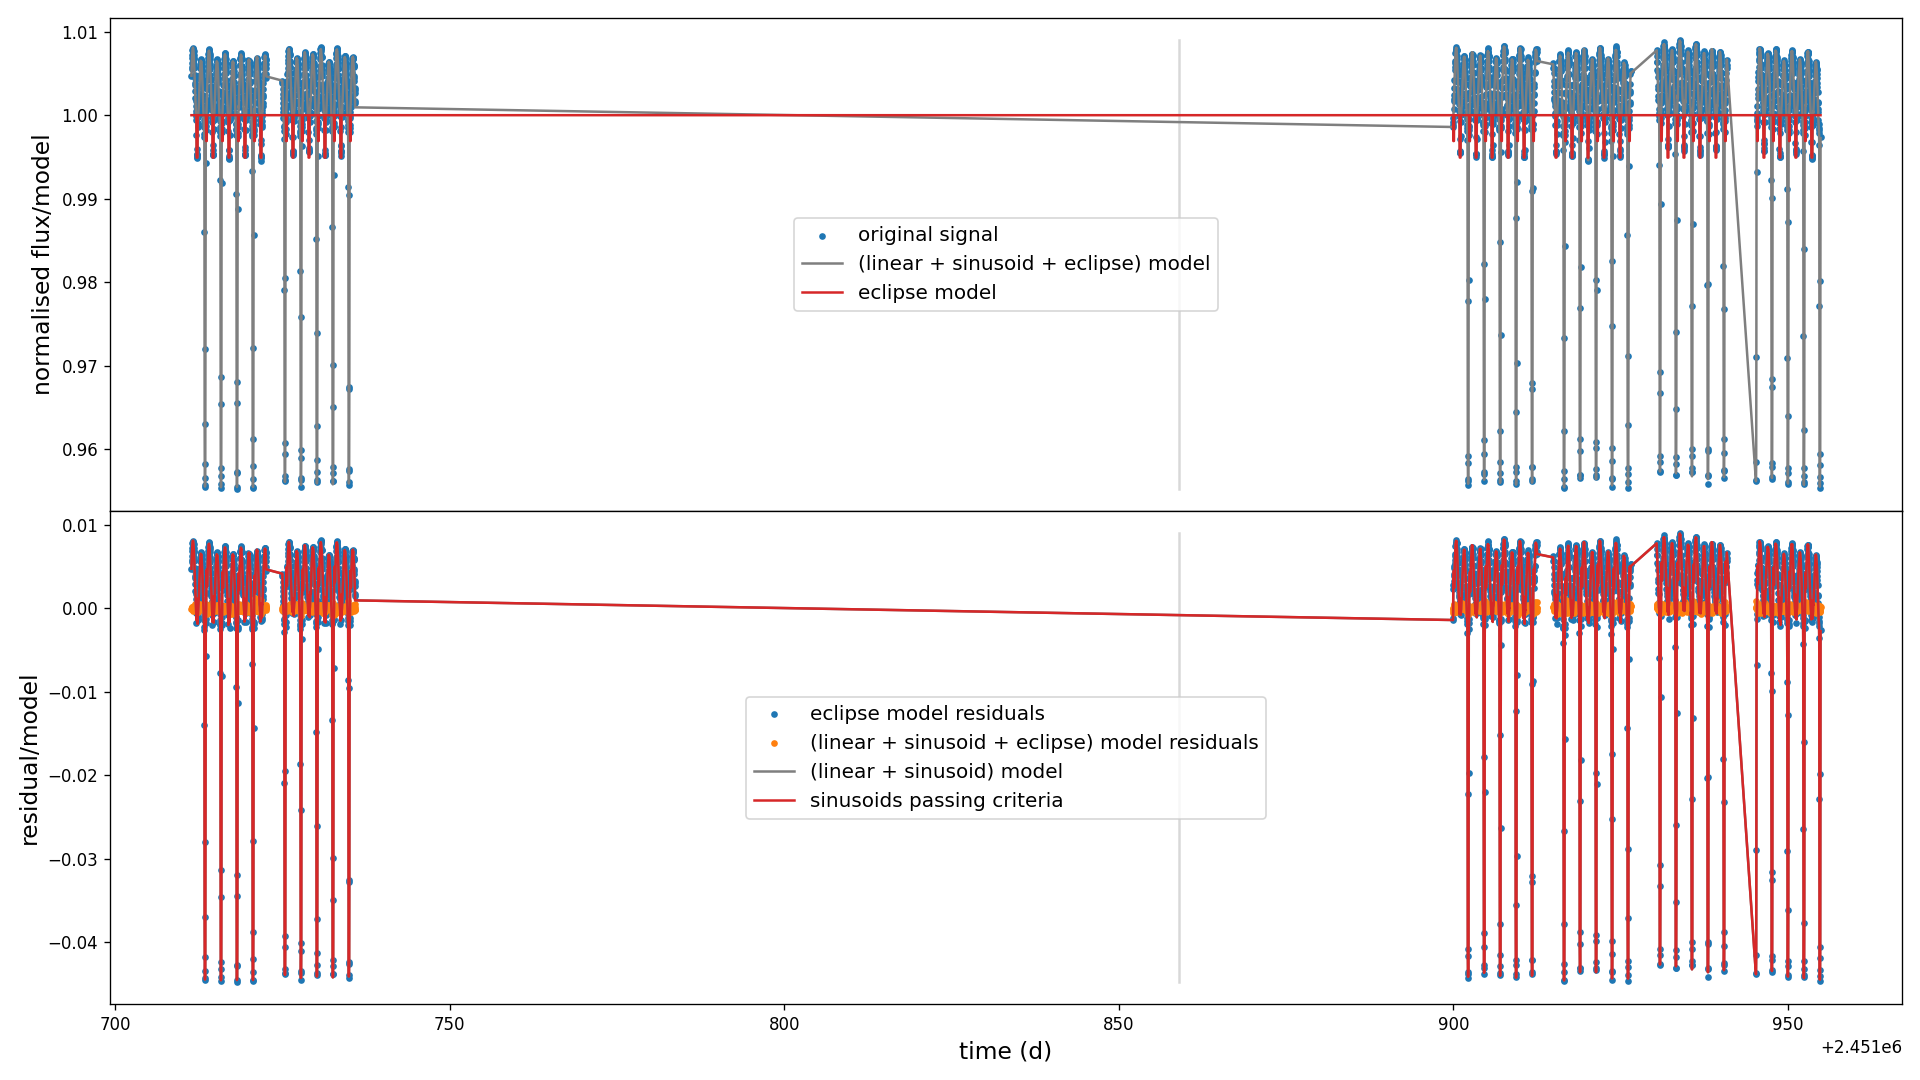 1.01
1.00
0.99
0.98
0.97
0.96
normalised flux/model
original signal
(linear + sinusoid + eclipse) model
eclipse model
0.01
0.00
−0.01
−0.02
−0.03
−0.04
residual/model
eclipse model residuals
(linear + sinusoid + eclipse) model residuals
(linear + sinusoid) model
sinusoids passing criteria
700 750 800 850 900 950
time (d)
+2.451e6